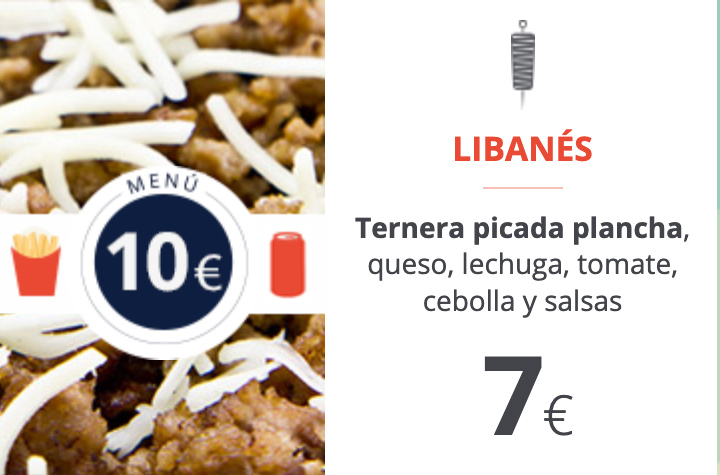 MENÚ
10€
LIBANÉS
Ternera picada plancha,
queso, lechuga, tomate,
cebolla y salsas
7€